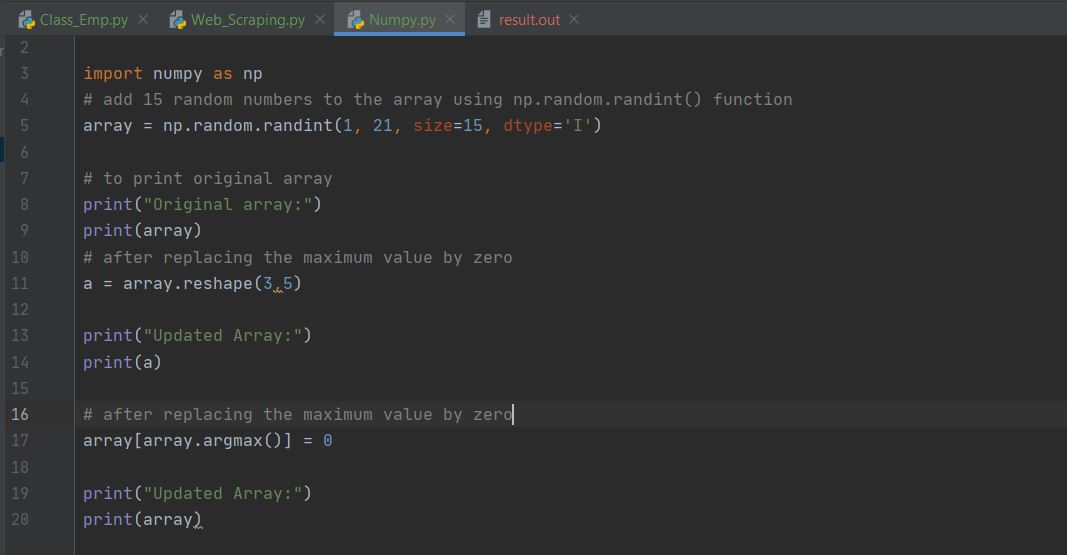 Class_Emp.py × Web_Scraping.py × Numpy.py × result.out ×
2
3 import numpy as np
4 # add 15 random numbers to the array using np.random.randint() function
5 array = np.random.randint(1, 21, size=15, dtype='I')
6
7 # to print original array
8 print("Original array:")
9 print(array)
10 # after replacing the maximum value by zero
11 a = array.reshape(3,5)
12
13 print("Updated Array:")
14 print(a)
15
16 # after replacing the maximum value by zero
17 array[array.argmax()] = 0
18
19 print("Updated Array:")
20 print(array)